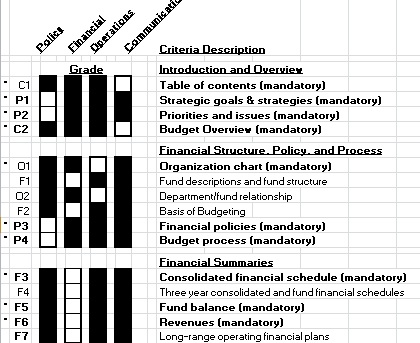 Policy Financial Operations Communication
Criteria Description
Grade Introduction and Overview
* C1 Table of contents (mandatory)
* P1 Strategic goals & strategies (mandatory)
* P2 Priorities and issues (mandatory)
* C2 Budget Overview (mandatory)
Financial Structure, Policy, and Process
* O1 Organization chart (mandatory)
F1 Fund descriptions and fund structure
O2 Department/fund relationship
F2 Basis of Budgeting
* P3 Financial policies (mandatory)
* P4 Budget process (mandatory)
Financial Summaries
* F3 Consolidated financial schedule (mandatory)
F4 Three year consolidated and fund financial schedules
* F5 Fund balance (mandatory)
* F6 Revenues (mandatory)
F7 Long-range operating financial plans